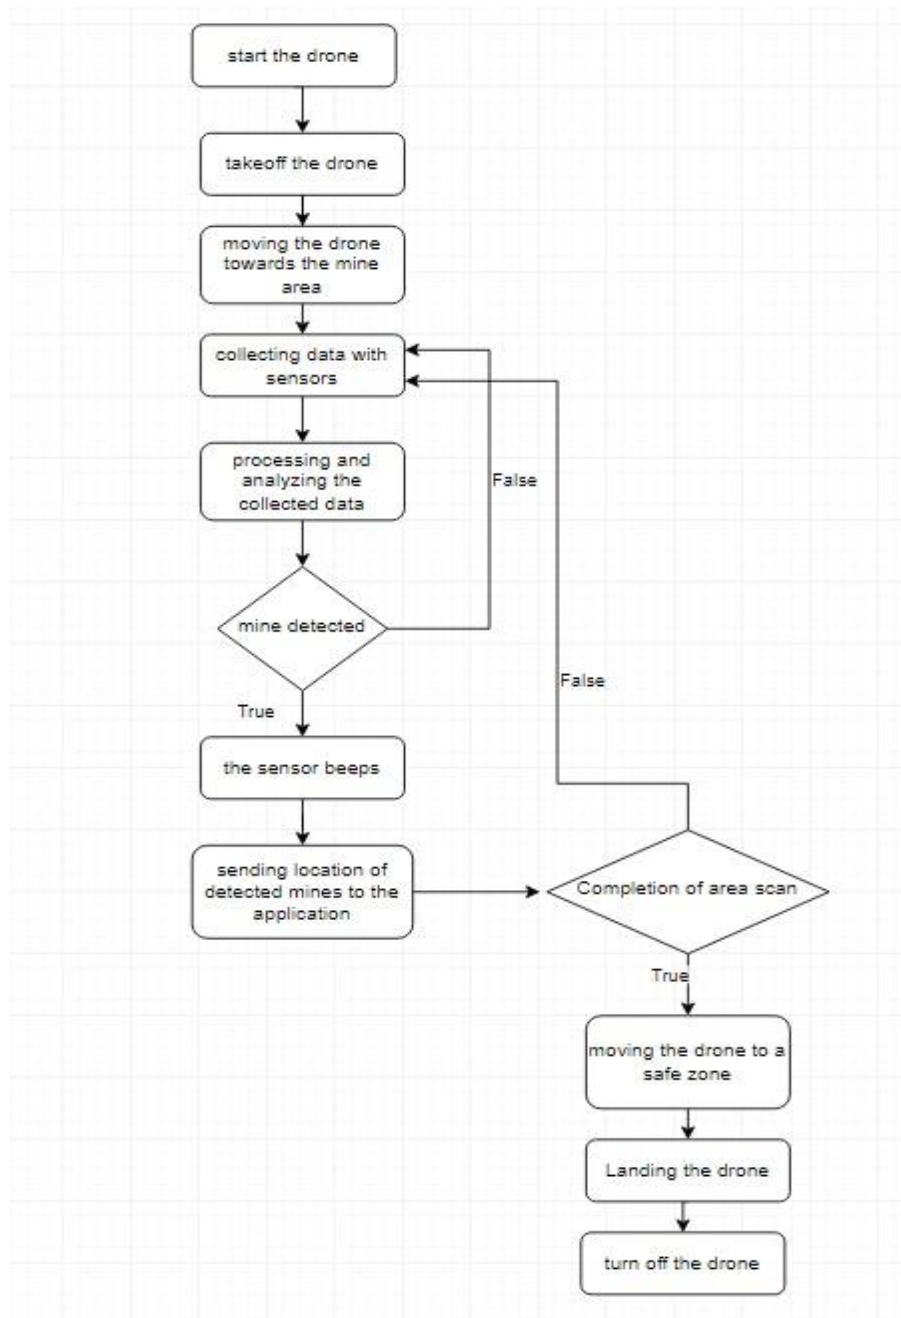 start the drone
takeoff the drone
moving the drone
towards the mine
area
collecting data with
sensors
processing and
analyzing the
collected data
False
mine detected
False
True
the sensor beeps
sending location of
detected mines to the
application
Completion of area scan
True
moving the drone to a
safe zone
Landing the drone
turn off the drone